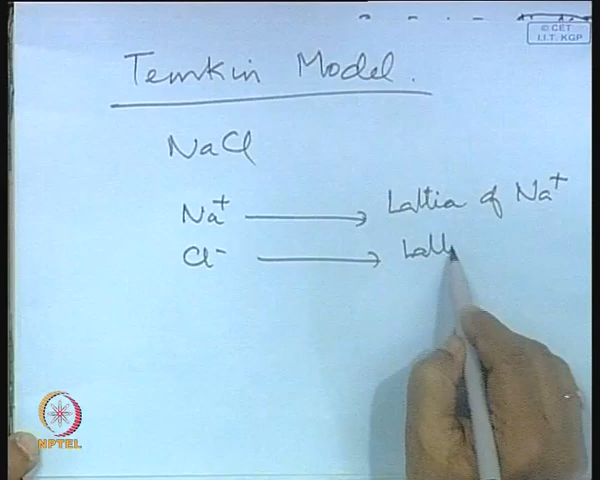 © CET
I.I.T. KGP
Temkin Model.
NaCl
Na⁺ → Lattia of Na⁺
Cl⁻ → Latt
NPTEL